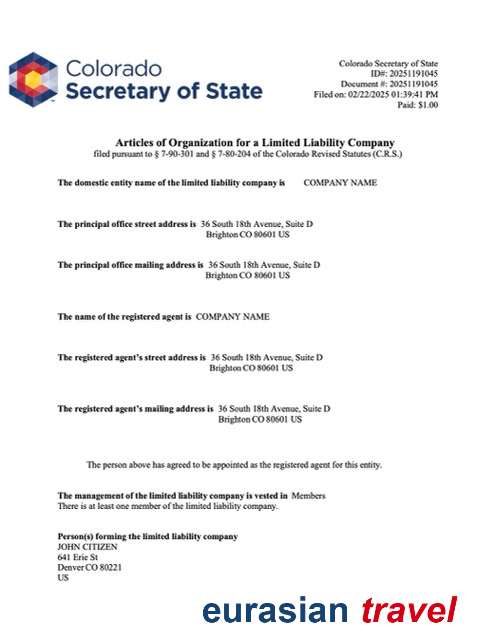 Colorado
Secretary of State
Colorado Secretary of State
ID#: 20251191045
Document #: 20251191045
Filed on: 02/22/2025 01:39:41 PM
Paid: $1.00
Articles of Organization for a Limited Liability Company
filed pursuant to § 7-90-301 and § 7-80-204 of the Colorado Revised Statutes (C.R.S.)
The domestic entity name of the limited liability company is COMPANY NAME
The principal office street address is 36 South 18th Avenue, Suite D
Brighton CO 80601 US
The principal office mailing address is 36 South 18th Avenue, Suite D
Brighton CO 80601 US
The name of the registered agent is COMPANY NAME
The registered agent's street address is 36 South 18th Avenue, Suite D
Brighton CO 80601 US
The registered agent's mailing address is 36 South 18th Avenue, Suite D
Brighton CO 80601 US
The person above has agreed to be appointed as the registered agent for this entity.
The management of the limited liability company is vested in Members
There is at least one member of the limited liability company.
Person(s) forming the limited liability company
JOHN CITIZEN
641 Erie St
Denver CO 80221
US
eurasian travel